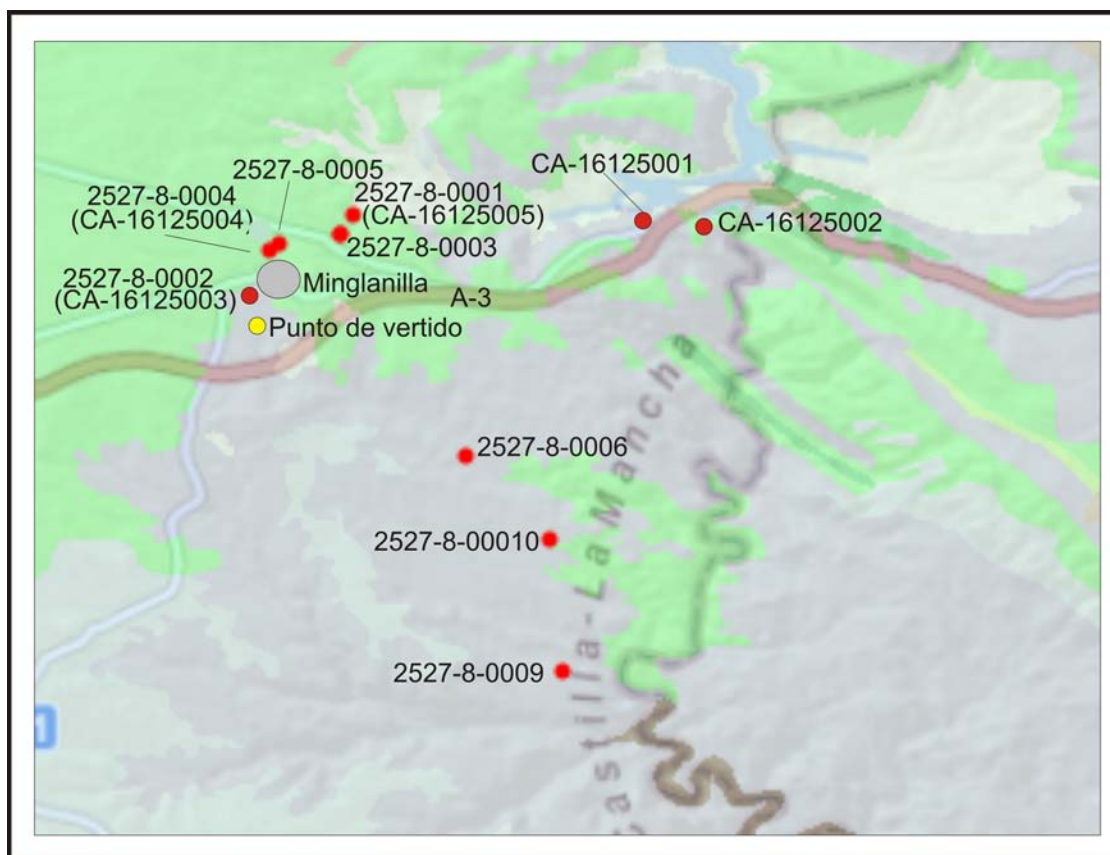 2527-8-0005
2527-8-0004
(CA-16125004)
2527-8-0001
(CA-16125005)
2527-8-0003
CA-16125001
CA-16125002
2527-8-0002
(CA-16125003)
Minglanilla
A-3
Punto de vertido
2527-8-0006
2527-8-00010
2527-8-0009
Castilla-LaMancha
1